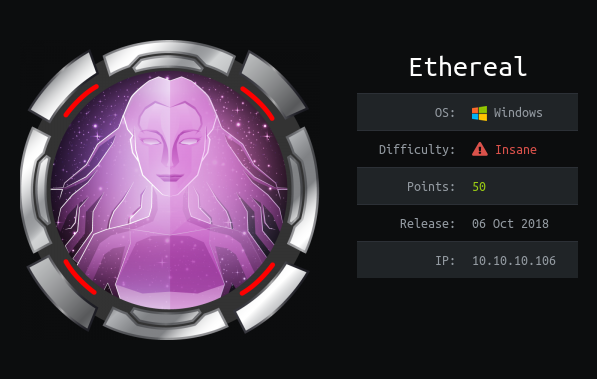 Ethereal
OS: Windows
Difficulty: Insane
Points: 50
Release: 06 Oct 2018
IP: 10.10.10.106